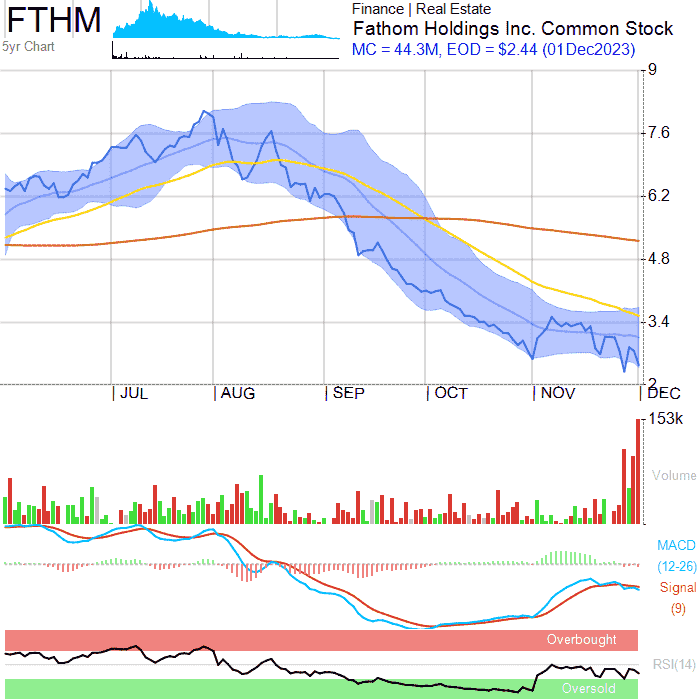 FTHM
5yr Chart
Finance | Real Estate
Fathom Holdings Inc. Common Stock
MC = 44.3M, EOD = $2.44 (01Dec2023)
9
7.6
6.2
4.8
3.4
2
JUL AUG SEP OCT NOV DEC
153k
Volume
MACD
(12-26)
Signal
(9)
Overbought
RSI(14)
Oversold